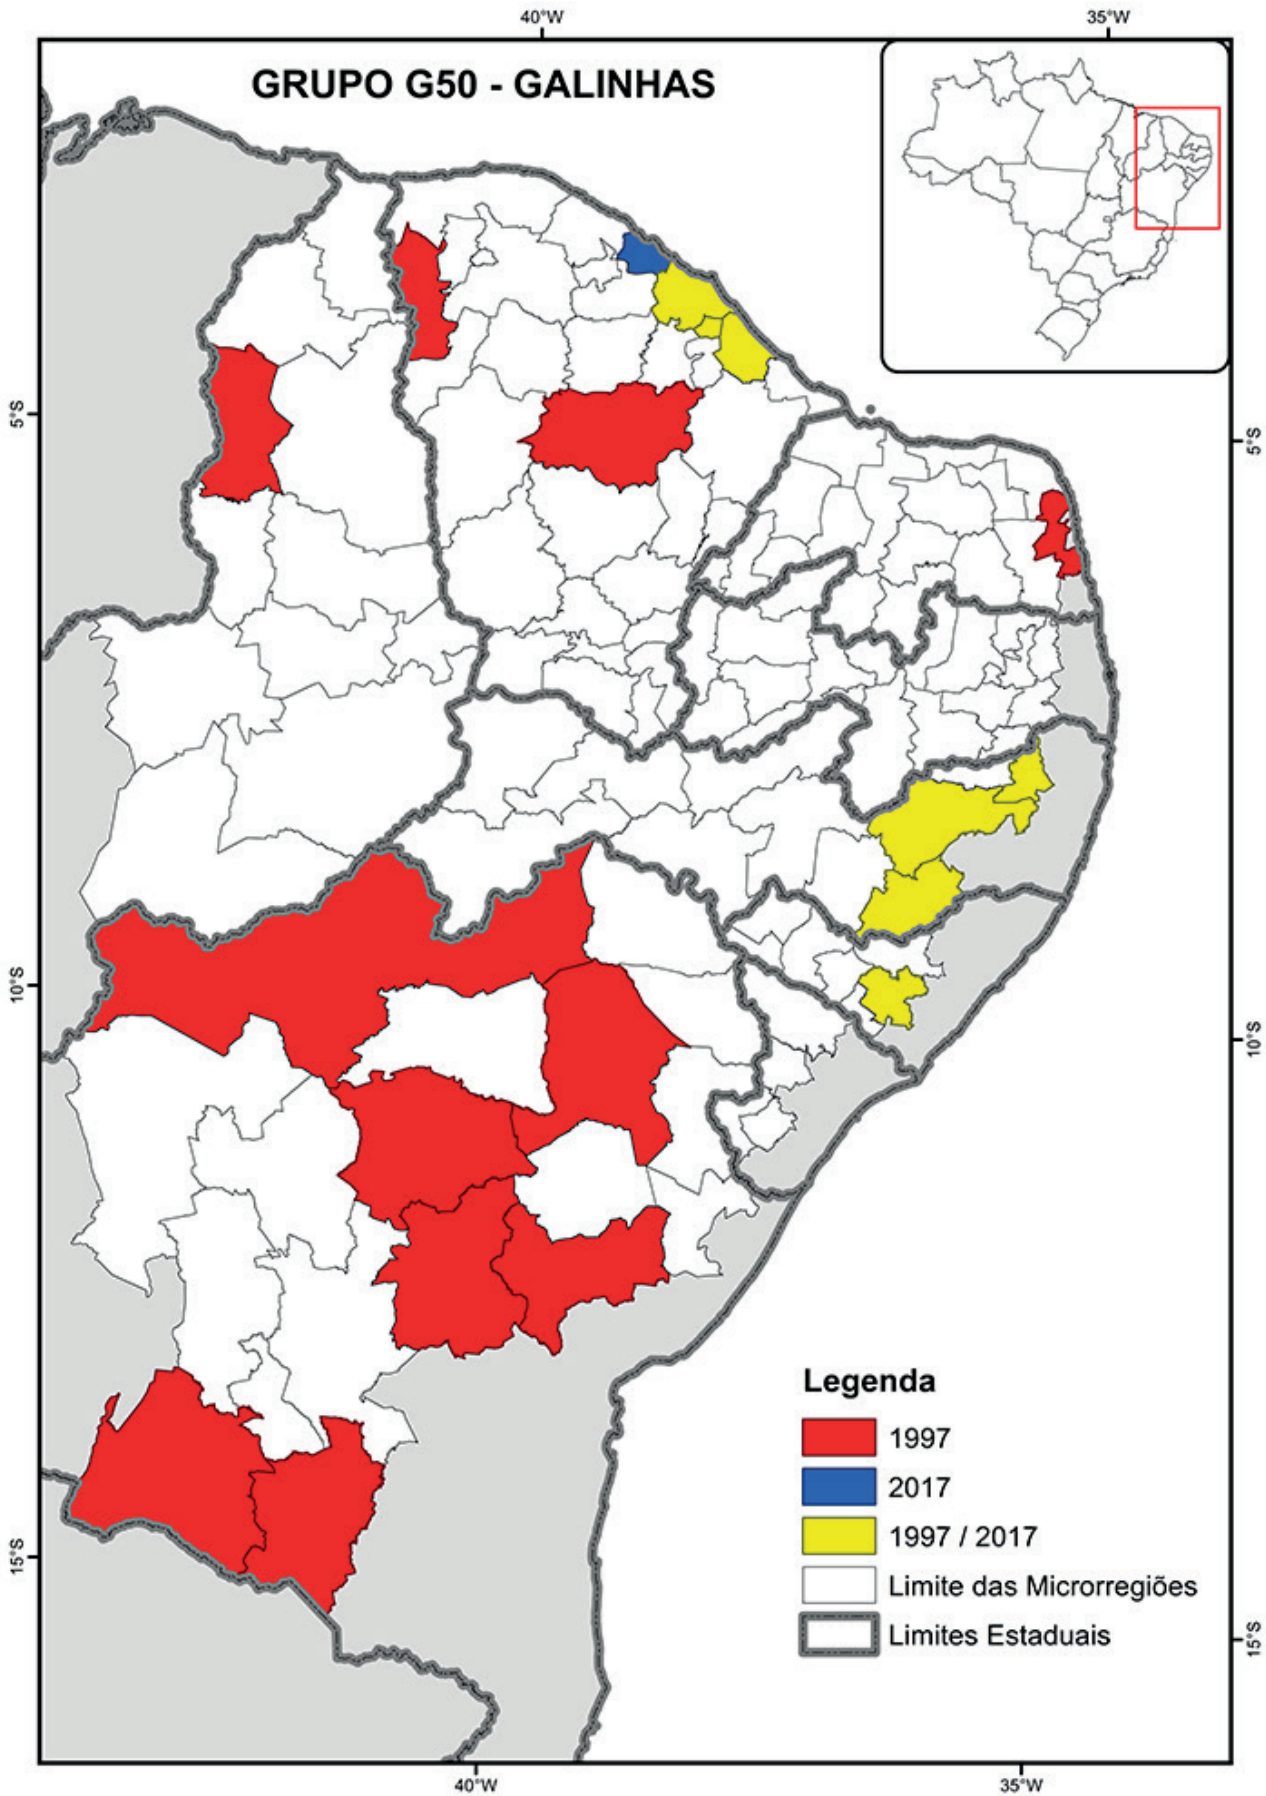 40°W
35°W
GRUPO G50 - GALINHAS
5°S
5°S
10°S
10°S
Legenda
1997
2017
1997 / 2017
Limite das Microrregiões
Limites Estaduais
15°S
15°S
40°W
35°W